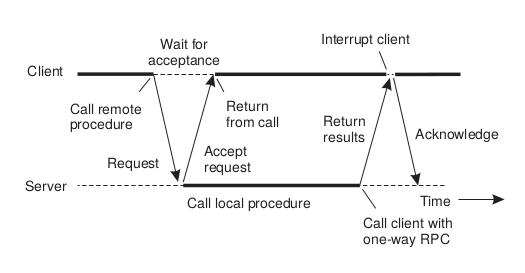 Interrupt client
Wait for
acceptance
Client
Call remote
procedure
Return
from call
Return
results
Acknowledge
Request
Accept
request
Server
Call local procedure
Time
Call client with
one-way RPC